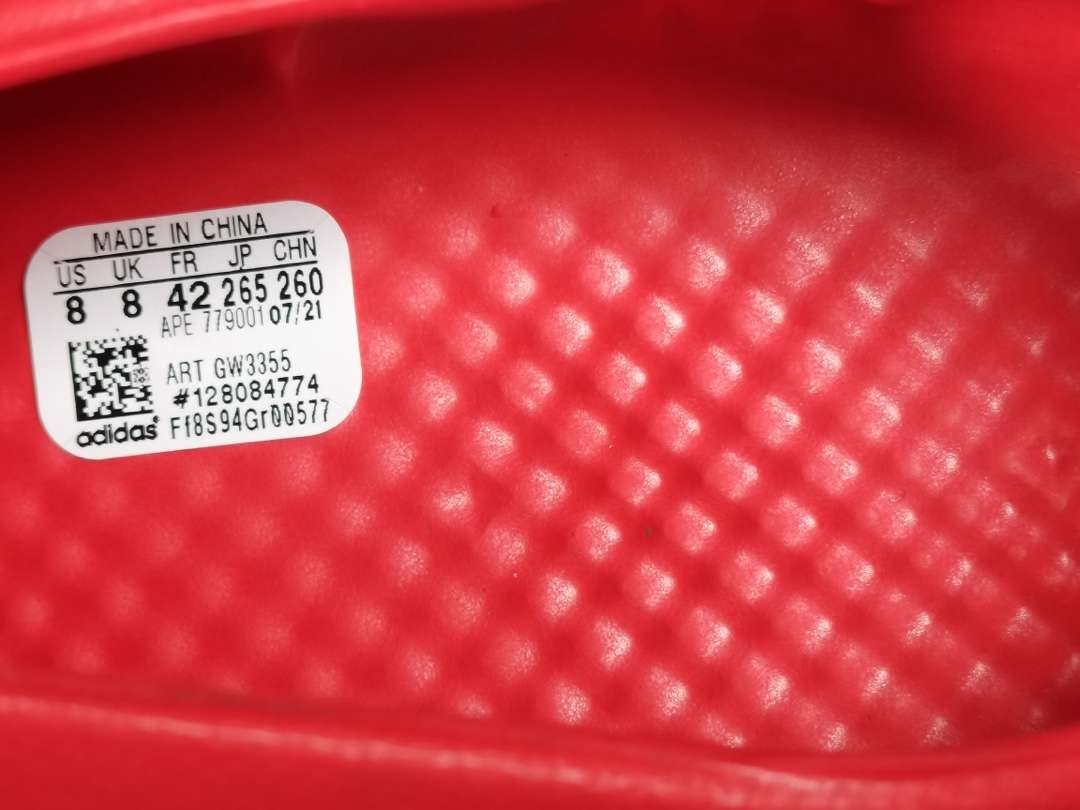 MADE IN CHINA
US UK FR JP CHN
8 8 42 265 260
APE 779001 07/21
ART GW3355
#128084774
adidas® Ff8S94Gr00577